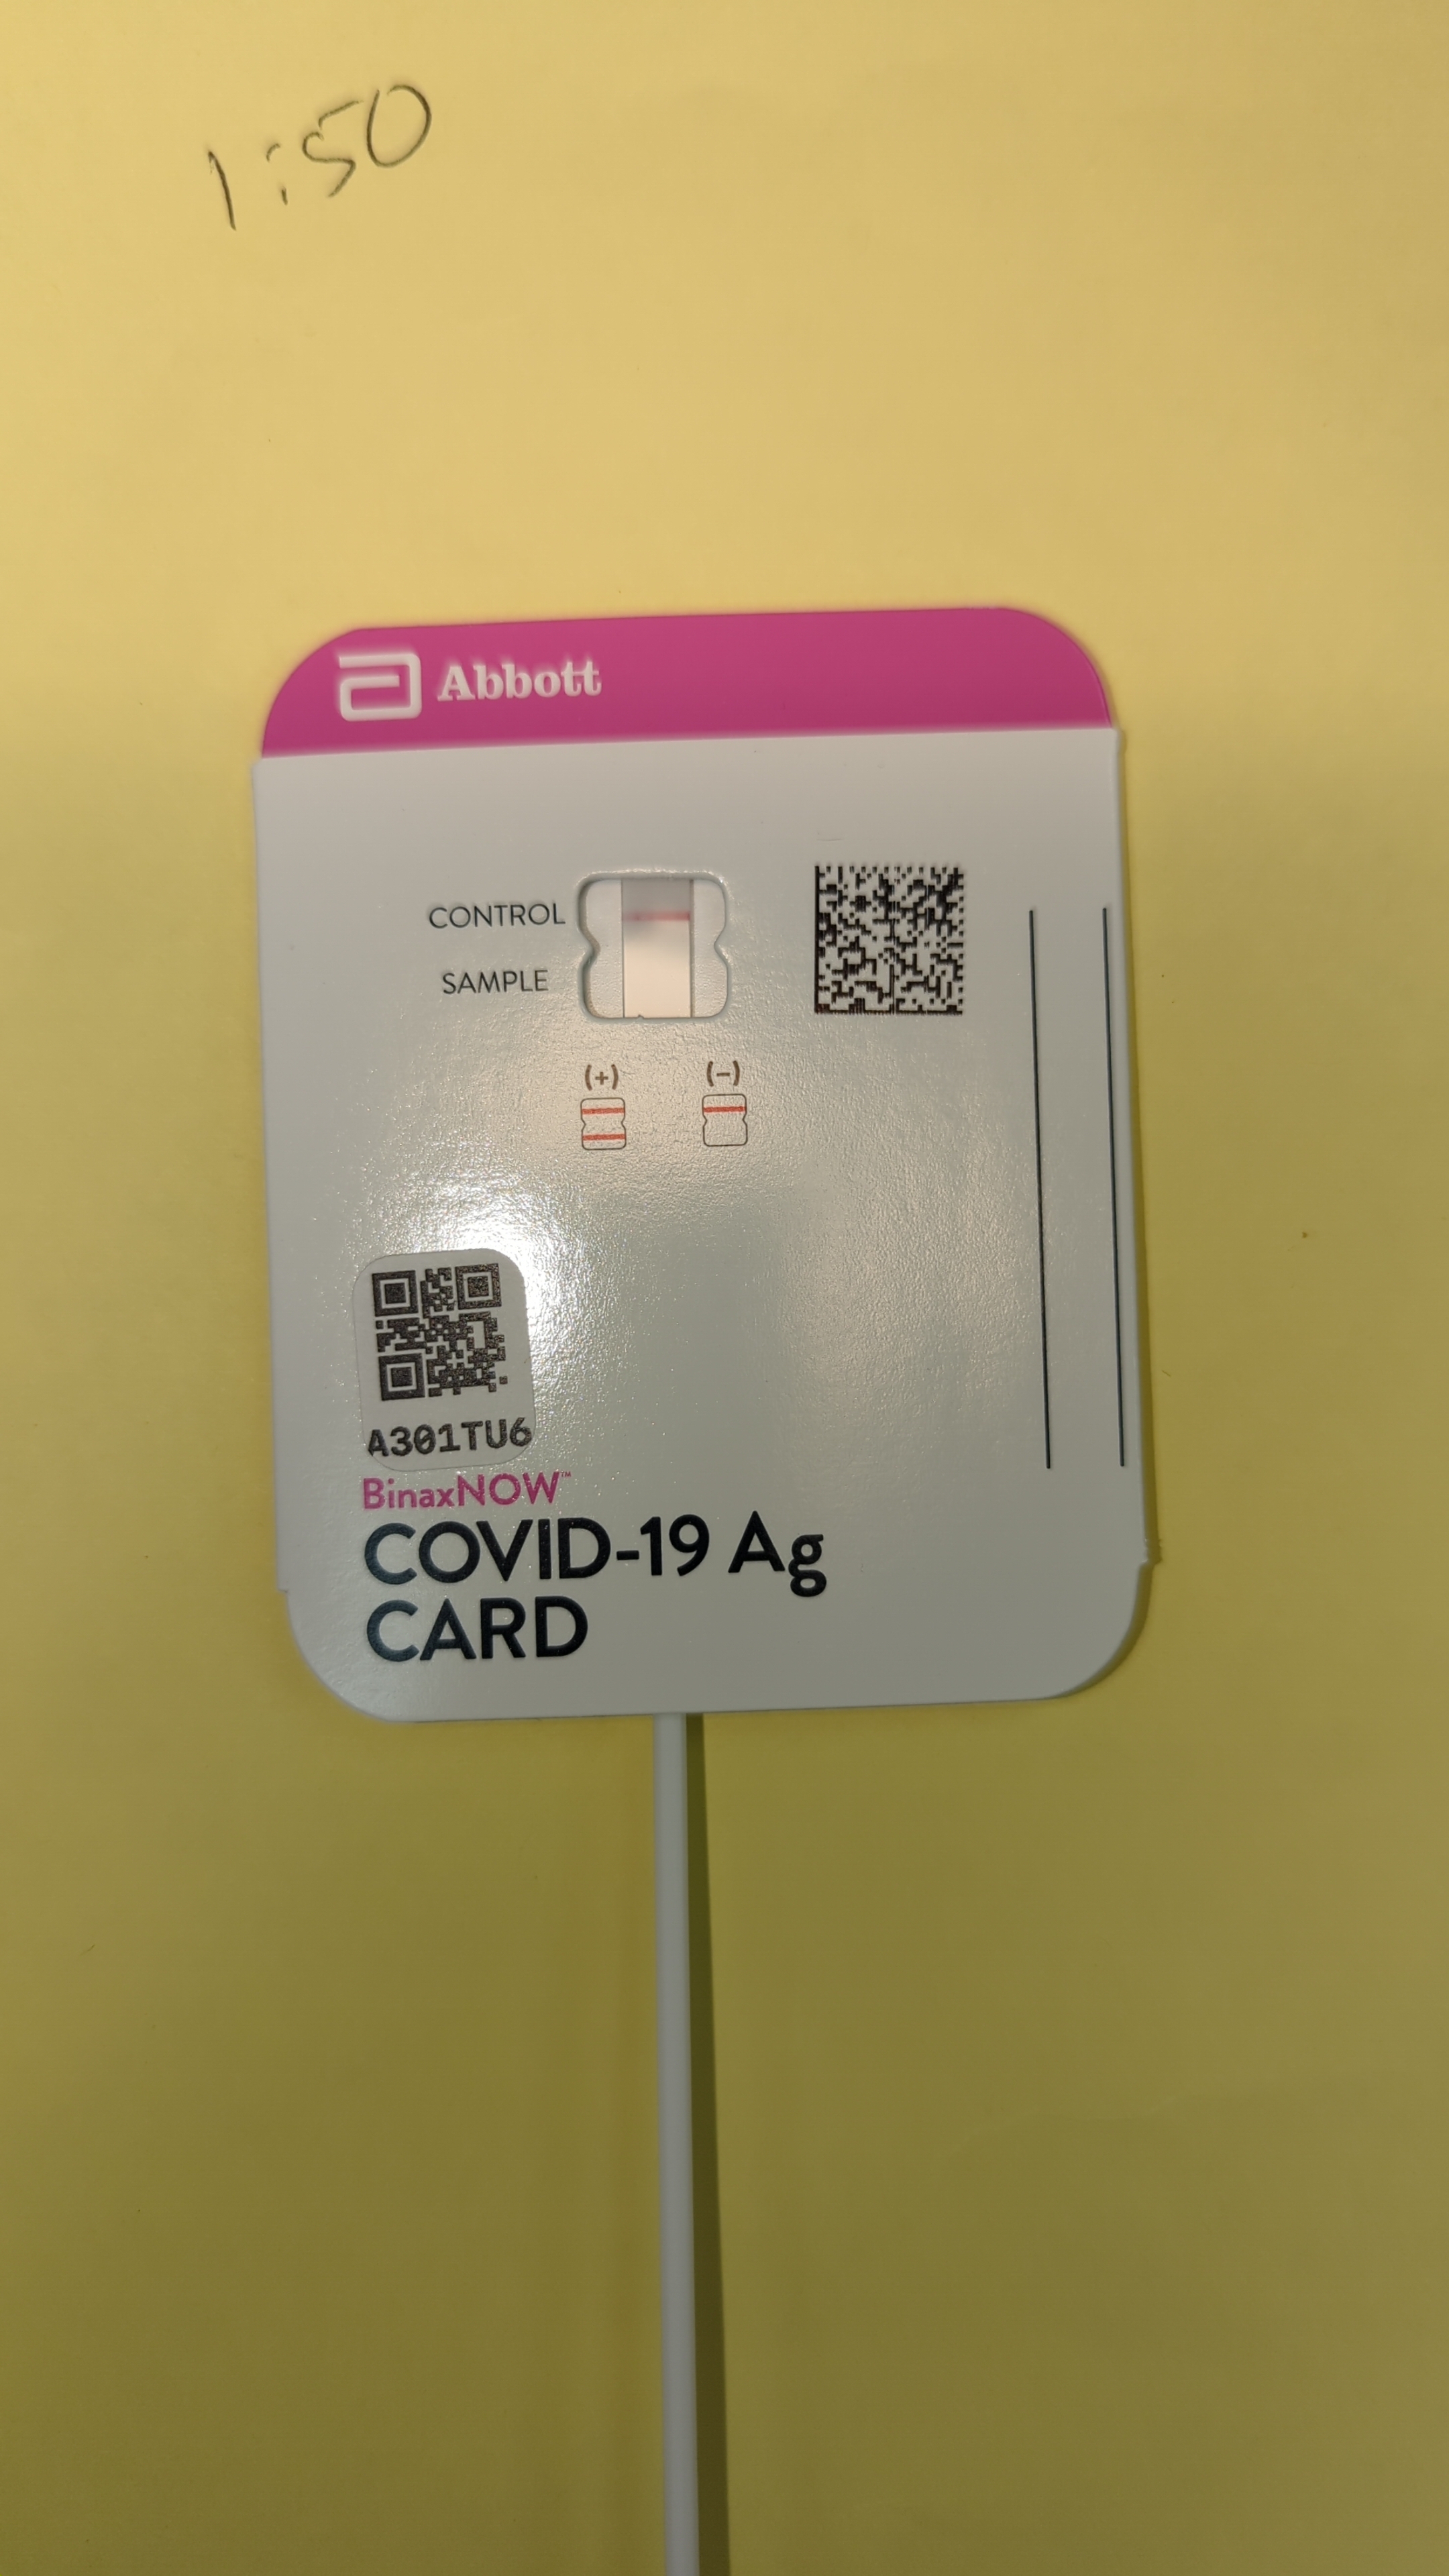 1:50
Abbott
CONTROL
SAMPLE
(+) (-)
A301TU6
BinaxNOW™
COVID-19 Ag
CARD